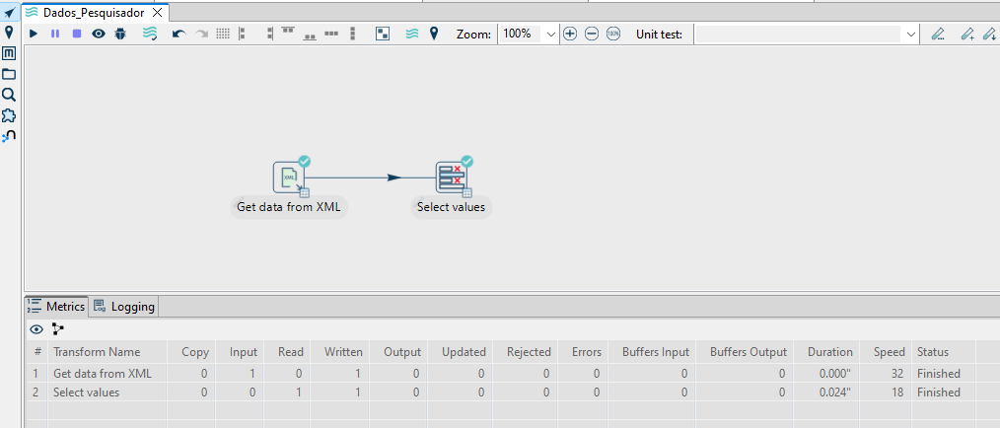 Dados_Pesquisador
Zoom: 100% 100% Unit test:
XML
Get data from XML
Select values
Metrics Logging
# Transform Name Copy Input Read Written Output Updated Rejected Errors Buffers Input Buffers Output Duration Speed Status
1 Get data from XML 0 1 0 1 0 0 0 0 0 0 0.000" 32 Finished
2 Select values 0 0 1 1 0 0 0 0 0 0 0.024" 18 Finished